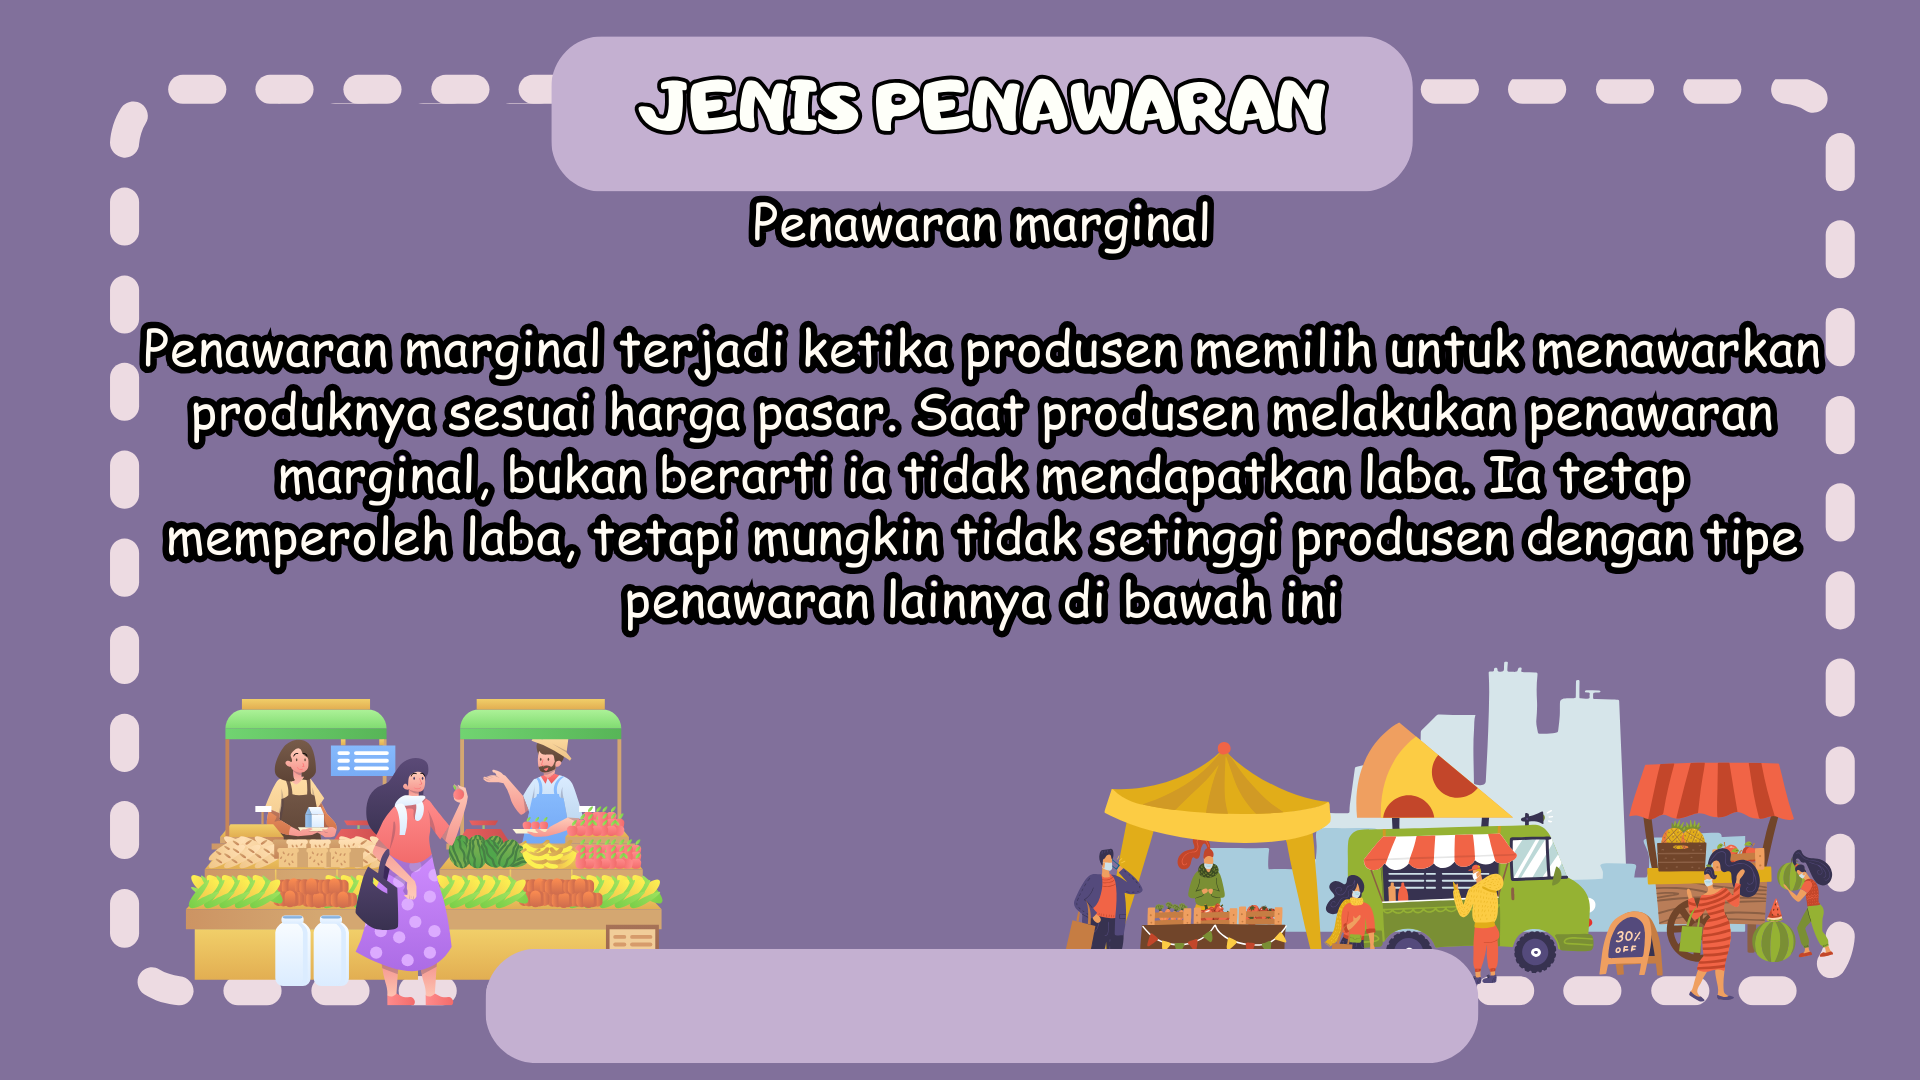 JENIS PENAWARAN
Penawaran marginal
Penawaran marginal terjadi ketika produsen memilih untuk menawarkan
produknya sesuai harga pasar. Saat produsen melakukan penawaran
marginal, bukan berarti ia tidak mendapatkan laba. Ia tetap
memperoleh laba, tetapi mungkin tidak setinggi produsen dengan tipe
penawaran lainnya di bawah ini
30%
OFF